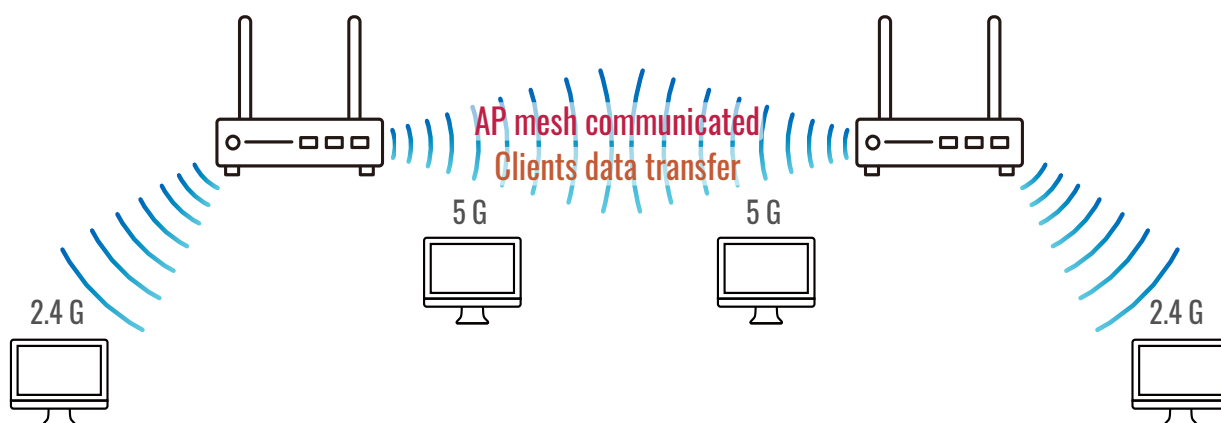 AP mesh communicated
Clients data transfer
5 G
5 G
2.4 G
2.4 G